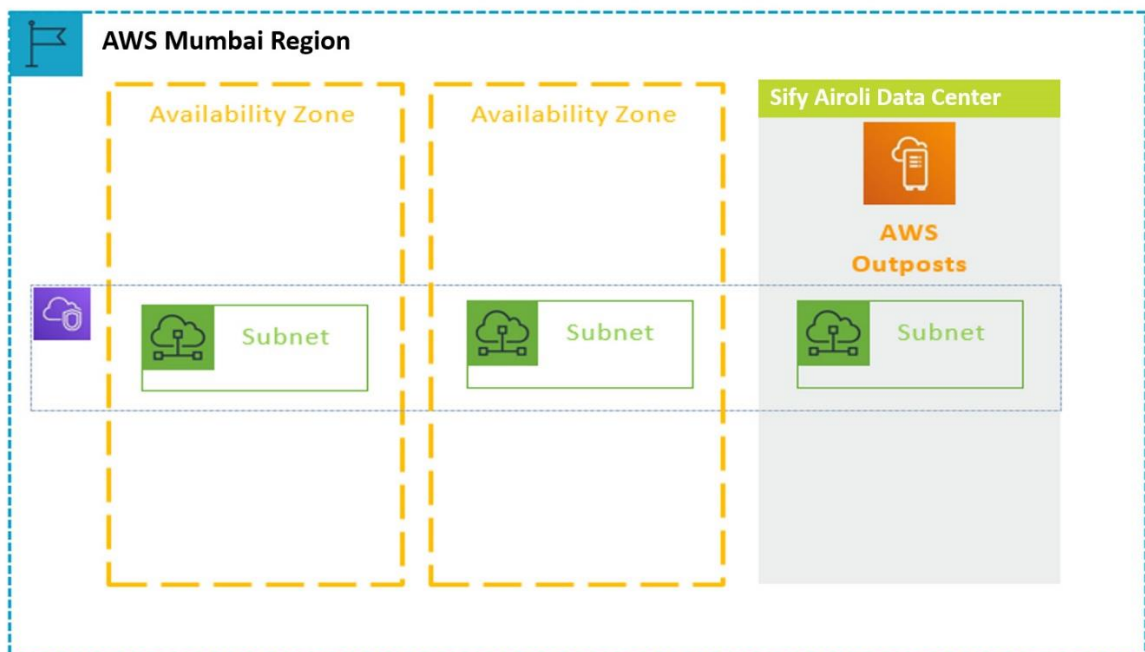 AWS Mumbai Region
Availability Zone
Availability Zone
Sify Airoli Data Center
AWS
Outposts
Subnet
Subnet
Subnet